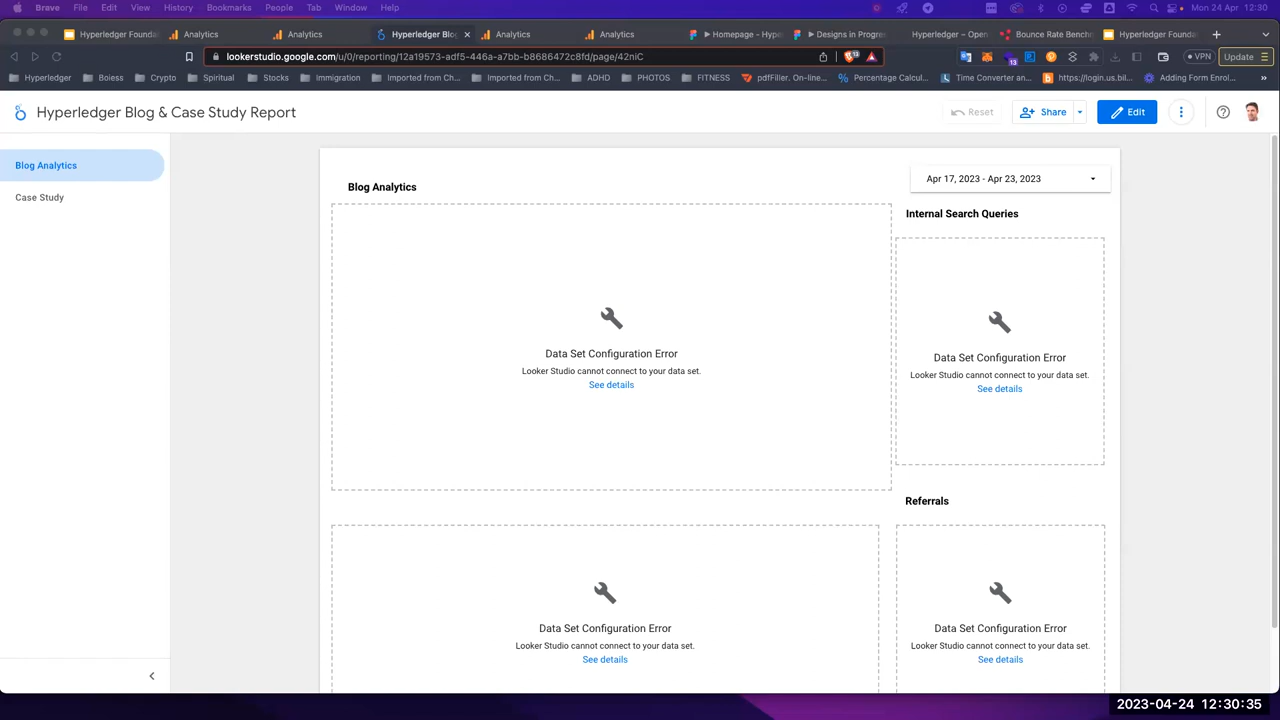 Brave File Edit View History Bookmarks People Tab Window Help Mon 24 Apr 12:30
Hyperledger Founda Analytics Analytics Hyperledger Blo Analytics Analytics Homepage – Hype Designs in Progres Hyperledger – Open Bounce Rate Bench Hyperledger Founda
lookerstudio.google.com/u/0/reporting/12a19573-adf5-446a-a7bb-b8686472c8fd/page/42niC VPN Update
Hyperledger Boiess Crypto Spiritual Stocks Immigration Imported from Ch... Imported from Ch... ADHD PHOTOS FITNESS pdfFiller. On-line... Percentage Calcul... Time Converter an... https://login.us.bil... Adding Form Enrol... »
Hyperledger Blog & Case Study Report
Reset Share Edit
Blog Analytics
Case Study
Apr 17, 2023 - Apr 23, 2023
Blog Analytics
Internal Search Queries
Data Set Configuration Error
Looker Studio cannot connect to your data set.
See details
Data Set Configuration Error
Looker Studio cannot connect to your data set.
See details
Referrals
Data Set Configuration Error
Looker Studio cannot connect to your data set.
See details
Data Set Configuration Error
Looker Studio cannot connect to your data set.
See details
2023-04-24 12:30:35